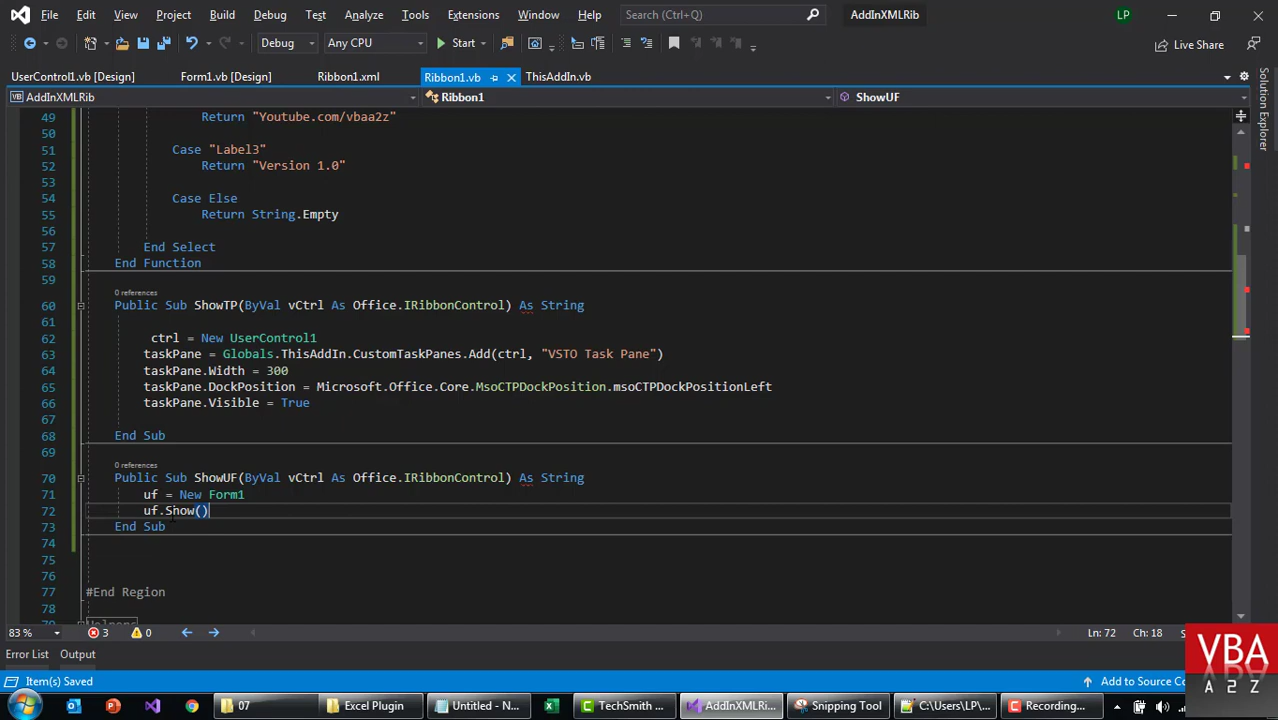 File Edit View Project Build Debug Test Analyze Tools Extensions Window Help Search (Ctrl+Q) AddInXMLRib LP
Debug Any CPU Start Live Share
UserControl1.vb [Design] Form1.vb [Design] Ribbon1.xml Ribbon1.vb ThisAddIn.vb
VB AddInXMLRib Ribbon1 ShowUF
Solution Explorer
49 Return "Youtube.com/vbaa2z"
50
51 Case "Label3"
52 Return "Version 1.0"
53
54 Case Else
55 Return String.Empty
56
57 End Select
58 End Function
59
0 references
60 Public Sub ShowTP(ByVal vCtrl As Office.IRibbonControl) As String
61
62 ctrl = New UserControl1
63 taskPane = Globals.ThisAddIn.CustomTaskPanes.Add(ctrl, "VSTO Task Pane")
64 taskPane.Width = 300
65 taskPane.DockPosition = Microsoft.Office.Core.MsoCTPDockPosition.msoCTPDockPositionLeft
66 taskPane.Visible = True
67
68 End Sub
69
0 references
70 Public Sub ShowUF(ByVal vCtrl As Office.IRibbonControl) As String
71 uf = New Form1
72 uf.Show()
73 End Sub
74
75
76
77 #End Region
78
79 Helpers
83 % 3 0 Ln: 72 Ch: 18
Error List Output
Item(s) Saved Add to Source Co
07 Excel Plugin Untitled - N... TechSmith ... AddInXMLRi... Snipping Tool C:\Users\LP\... Recording...
VBA
A 2 Z